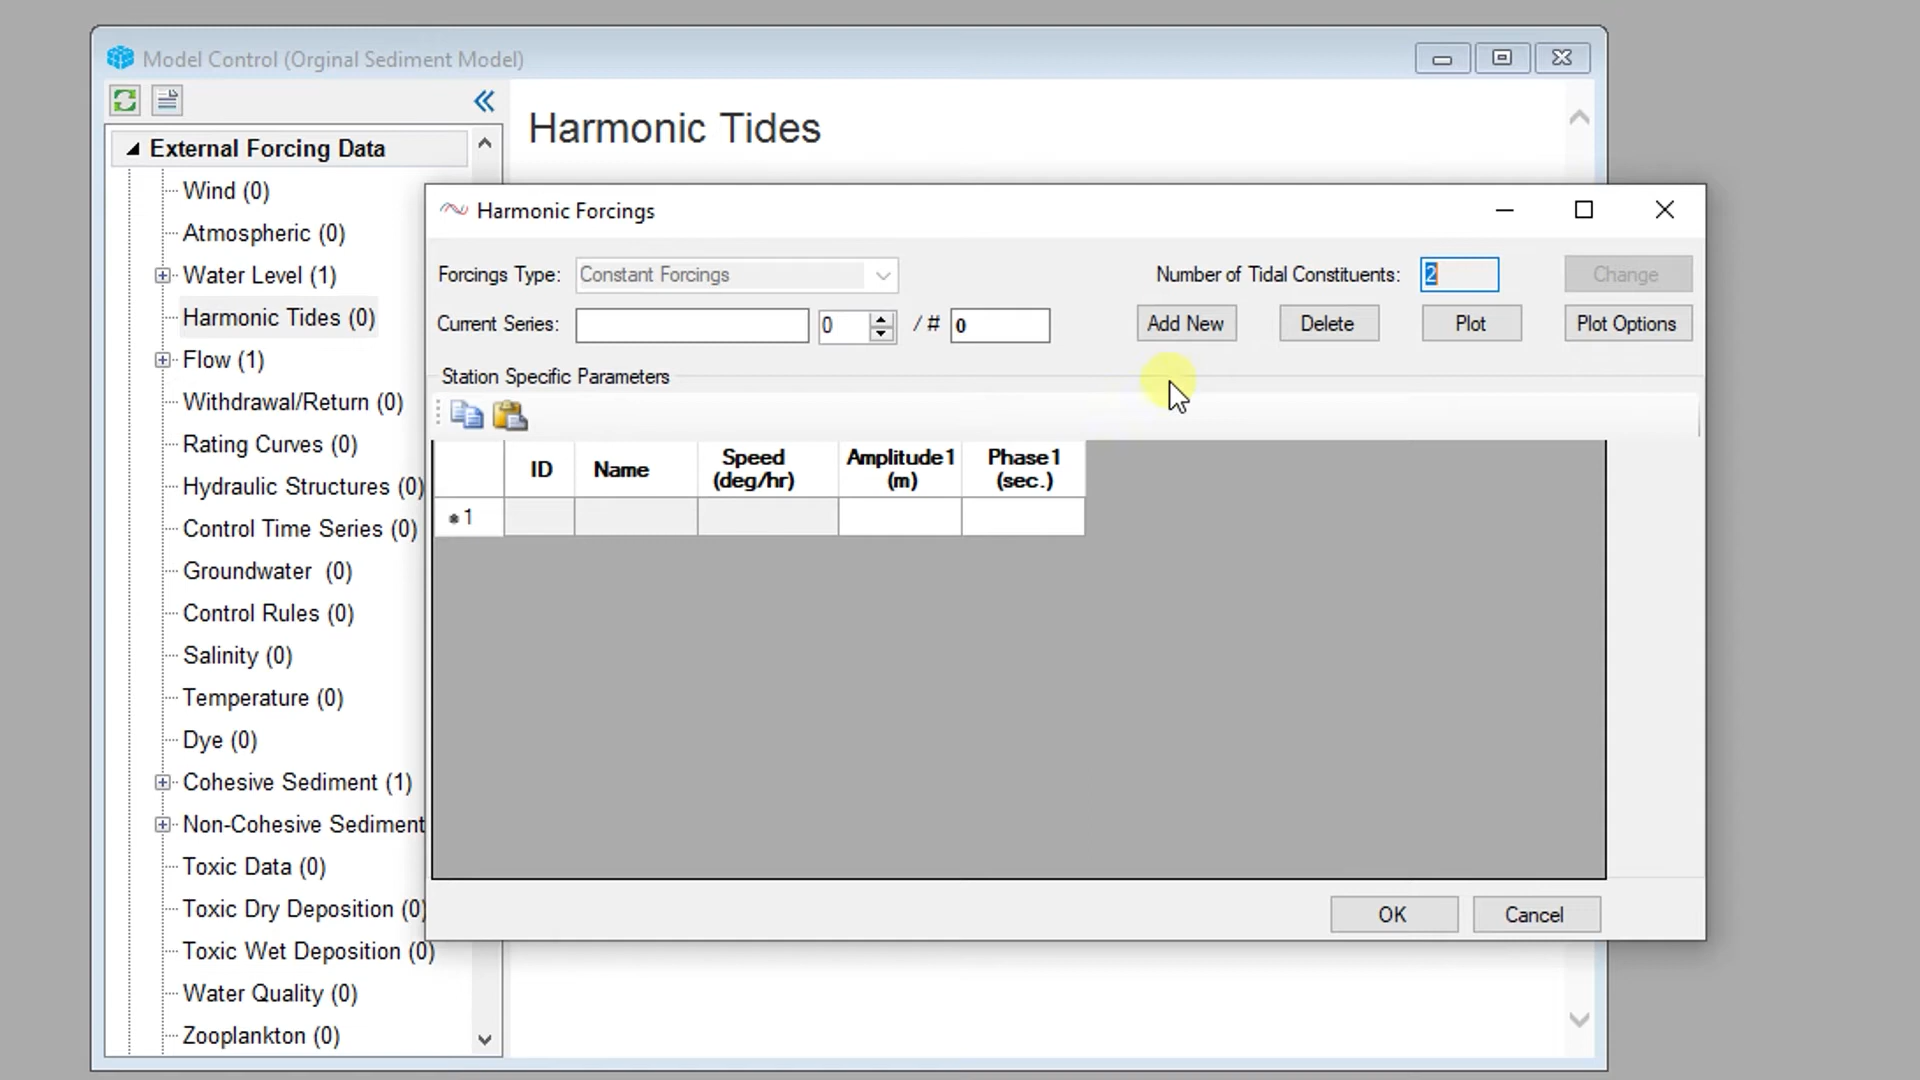 Model Control (Orginal Sediment Model)
External Forcing Data
Wind (0)
Atmospheric (0)
Water Level (1)
Harmonic Tides (0)
Flow (1)
Withdrawal/Return (0)
Rating Curves (0)
Hydraulic Structures (0)
Control Time Series (0)
Groundwater (0)
Control Rules (0)
Salinity (0)
Temperature (0)
Dye (0)
Cohesive Sediment (1)
Non-Cohesive Sediment
Toxic Data (0)
Toxic Dry Deposition (0)
Toxic Wet Deposition (0)
Water Quality (0)
Zooplankton (0)
Harmonic Tides
Harmonic Forcings
Forcings Type: Constant Forcings Number of Tidal Constituents: 2 Change
Current Series: 0 / # 0 Add New Delete Plot Plot Options
Station Specific Parameters
ID Name Speed (deg/hr) Amplitude1 (m) Phase1 (sec.)
1
OK Cancel